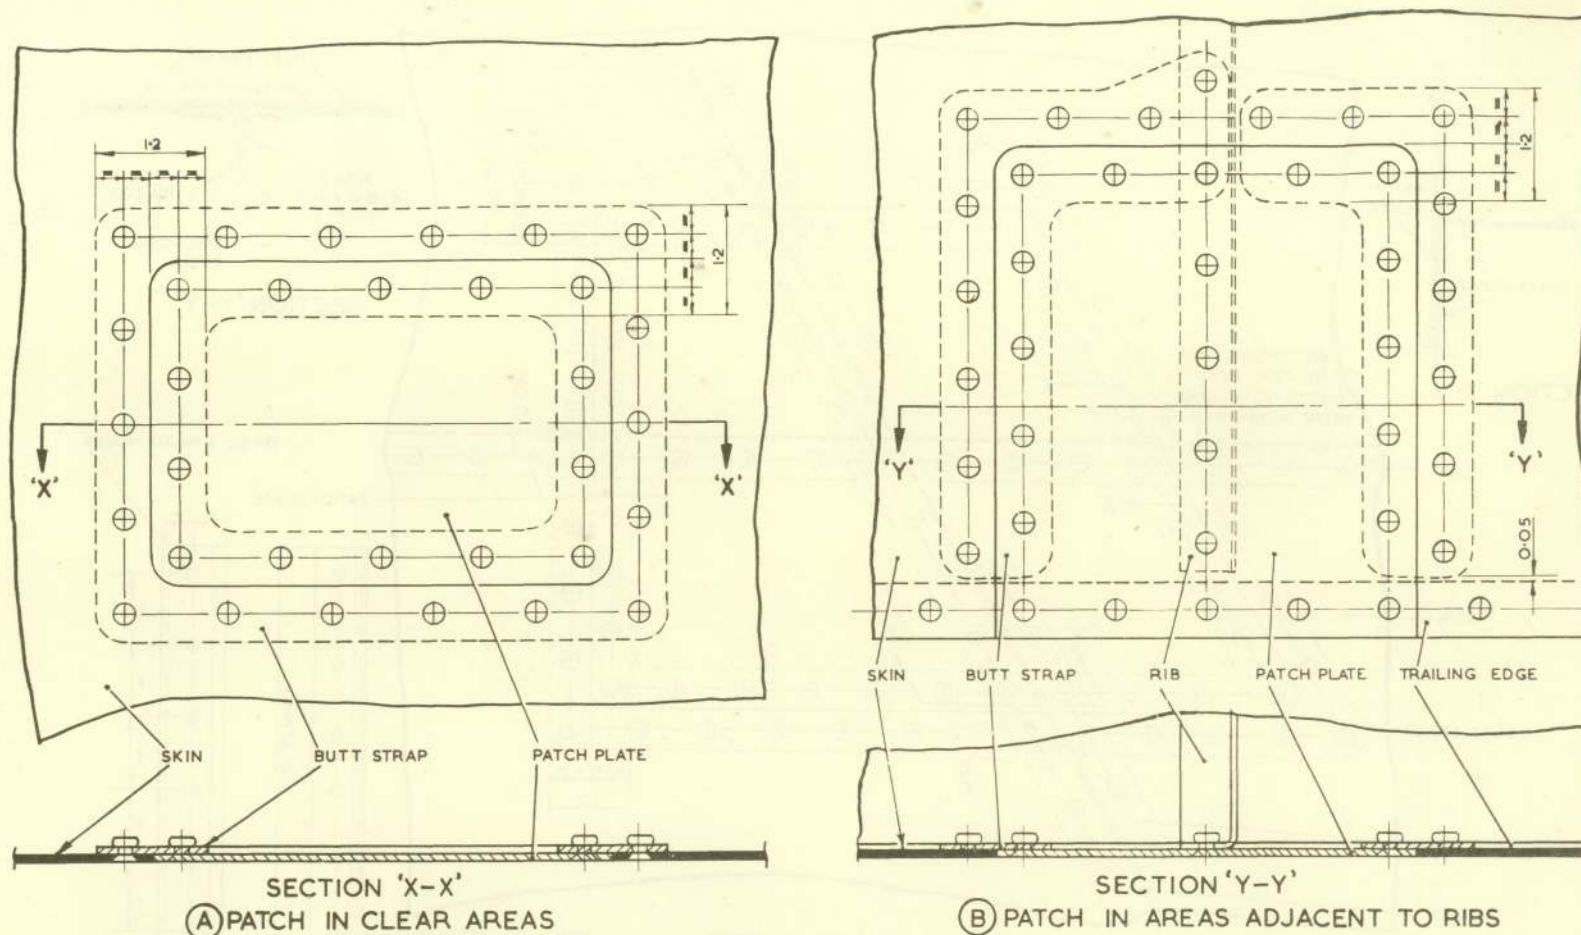 1·2
1·2
'X'
'X'
SKIN
BUTT STRAP
PATCH PLATE
SECTION 'X-X'
Ⓐ PATCH IN CLEAR AREAS
1·2
'Y'
'Y'
0·05
SKIN
BUTT STRAP
RIB
PATCH PLATE
TRAILING EDGE
SECTION 'Y-Y'
Ⓑ PATCH IN AREAS ADJACENT TO RIBS